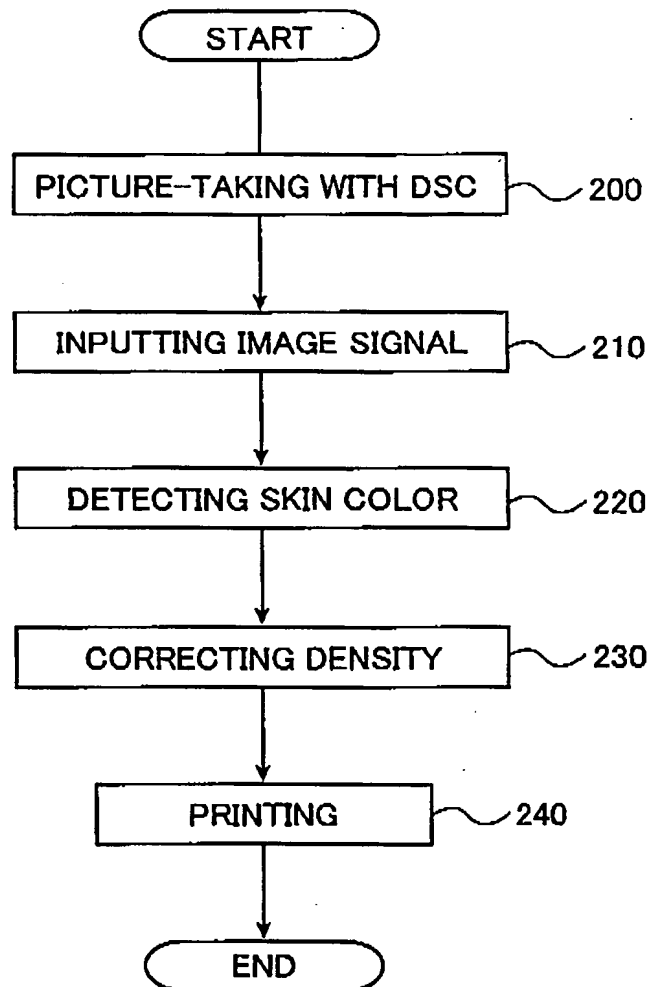 START
PICTURE-TAKING WITH DSC 200
INPUTTING IMAGE SIGNAL 210
DETECTING SKIN COLOR 220
CORRECTING DENSITY 230
PRINTING 240
END